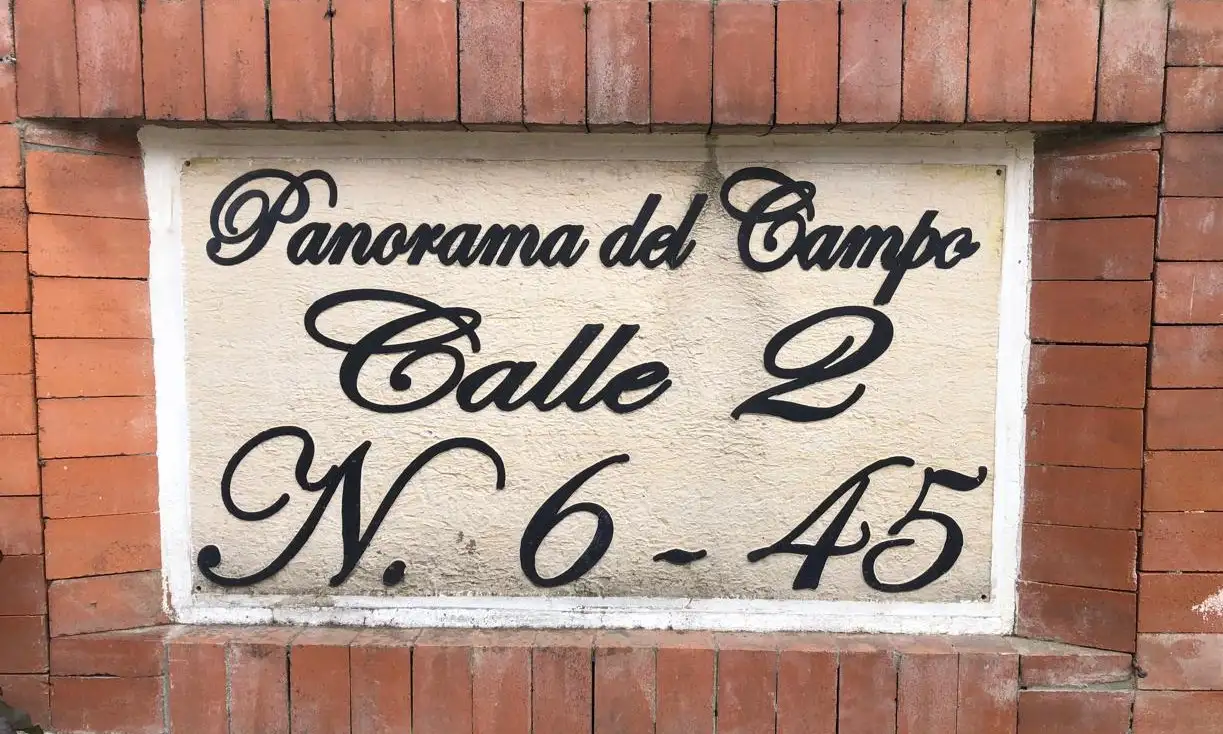 Panorama del Campo
Calle 2
N. 6 - 45